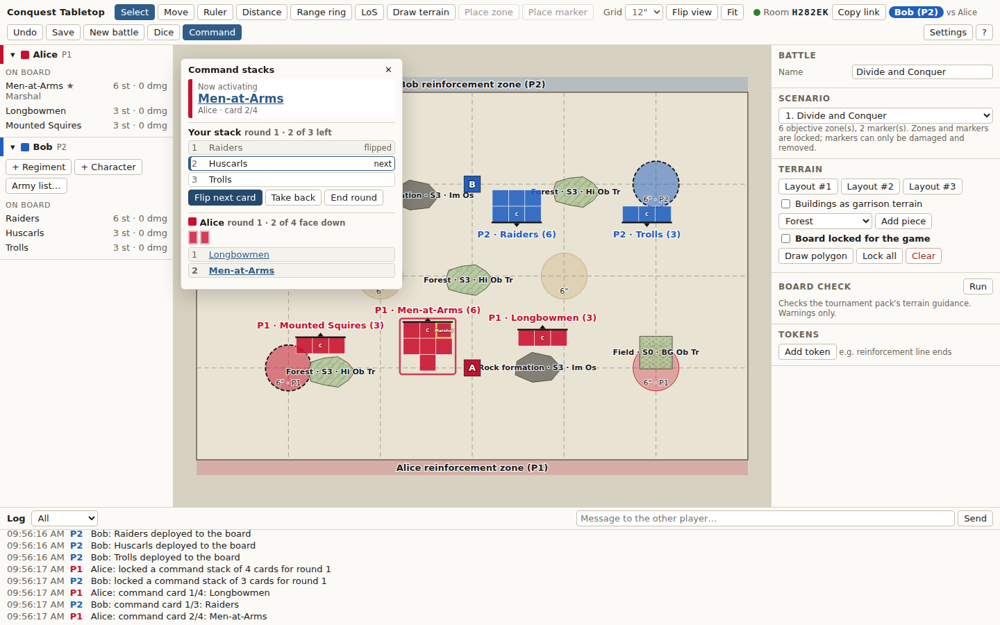 Conquest Tabletop Select Move Ruler Distance Range ring LoS Draw terrain Place zone Place marker Grid 12" Flip view Fit Room H282EK Copy link Bob (P2) vs Alice
Undo Save New battle Dice Command Settings ?
▾ Alice P1
ON BOARD
Men-at-Arms ★ 6 st · 0 dmg
Marshal
Longbowmen 3 st · 0 dmg
Mounted Squires 3 st · 0 dmg
▾ Bob P2
+ Regiment + Character
Army list…
ON BOARD
Raiders 6 st · 0 dmg
Huscarls 3 st · 0 dmg
Trolls 3 st · 0 dmg
Command stacks ✕
Now activating
Men-at-Arms
Alice · card 2/4
Your stack round 1 · 2 of 3 left
1 Raiders flipped
2 Huscarls next
3 Trolls
Flip next card Take back End round
Alice round 1 · 2 of 4 face down
1 Longbowmen
2 Men-at-Arms
Bob reinforcement zone (P2)
B
ation · S3 · Im Os
Forest · S3 · Hi Ob Tr
6" · P2
C
C
P2 · Raiders (6)
P2 · Trolls (3)
Forest · S3 · Hi Ob Tr
6"
6"
P1 · Men-at-Arms (6)
P1 · Longbowmen (3)
P1 · Mounted Squires (3)
C Marshal
C
C
Field · S0 · BG Ob Tr
A
Rock formation · S3 · Im Os
Forest · S3 · Hi Ob Tr
6" · P1
6" · P1
Alice reinforcement zone (P1)
BATTLE
Name Divide and Conquer
SCENARIO
1. Divide and Conquer
6 objective zone(s), 2 marker(s). Zones and markers
are locked; markers can only be damaged and
removed.
TERRAIN
Layout #1 Layout #2 Layout #3
Buildings as garrison terrain
Forest Add piece
Board locked for the game
Draw polygon Lock all Clear
BOARD CHECK Run
Checks the tournament pack's terrain guidance.
Warnings only.
TOKENS
Add token e.g. reinforcement line ends
Log All Message to the other player… Send
09:56:16 AM P2 Bob: Raiders deployed to the board
09:56:16 AM P2 Bob: Huscarls deployed to the board
09:56:16 AM P2 Bob: Trolls deployed to the board
09:56:17 AM P1 Alice: locked a command stack of 4 cards for round 1
09:56:17 AM P2 Bob: locked a command stack of 3 cards for round 1
09:56:17 AM P1 Alice: command card 1/4: Longbowmen
09:56:17 AM P2 Bob: command card 1/3: Raiders
09:56:17 AM P1 Alice: command card 2/4: Men-at-Arms